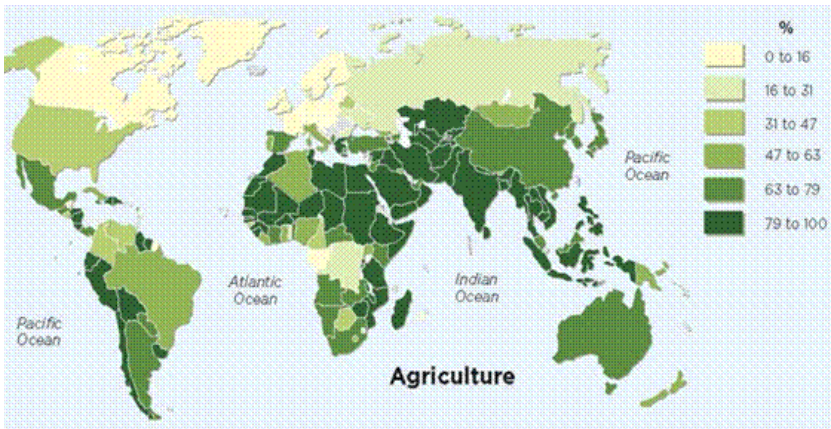 %
0 to 16
16 to 31
31 to 47
47 to 63
63 to 79
79 to 100
Pacific
Ocean
Atlantic
Ocean
Indian
Ocean
Pacific
Ocean
Agriculture